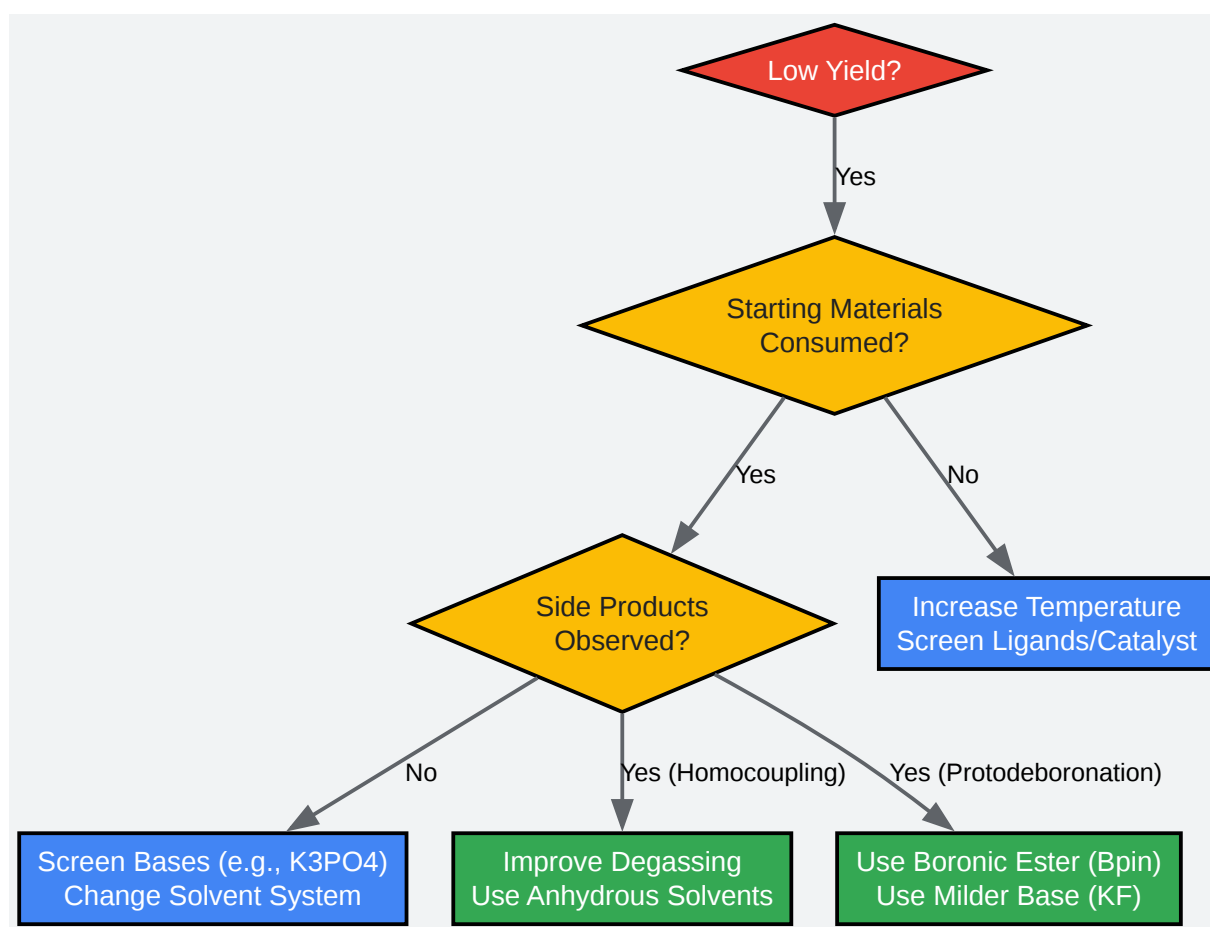 Low Yield?
Yes
Starting Materials
Consumed?
Yes
No
Side Products
Observed?
Increase Temperature
Screen Ligands/Catalyst
No
Yes (Homocoupling)
Yes (Protodeboronation)
Screen Bases (e.g., K3PO4)
Change Solvent System
Improve Degassing
Use Anhydrous Solvents
Use Boronic Ester (Bpin)
Use Milder Base (KF)